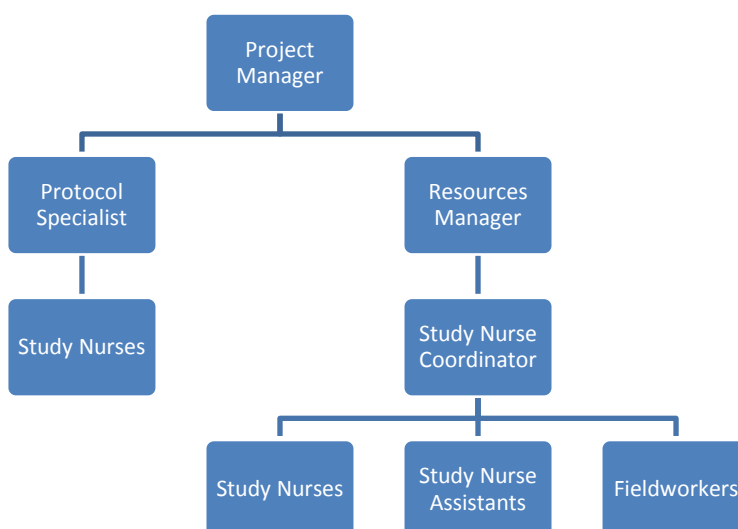 Project
Manager
Protocol
Specialist
Resources
Manager
Study Nurses
Study Nurse
Coordinator
Study Nurses
Study Nurse
Assistants
Fieldworkers